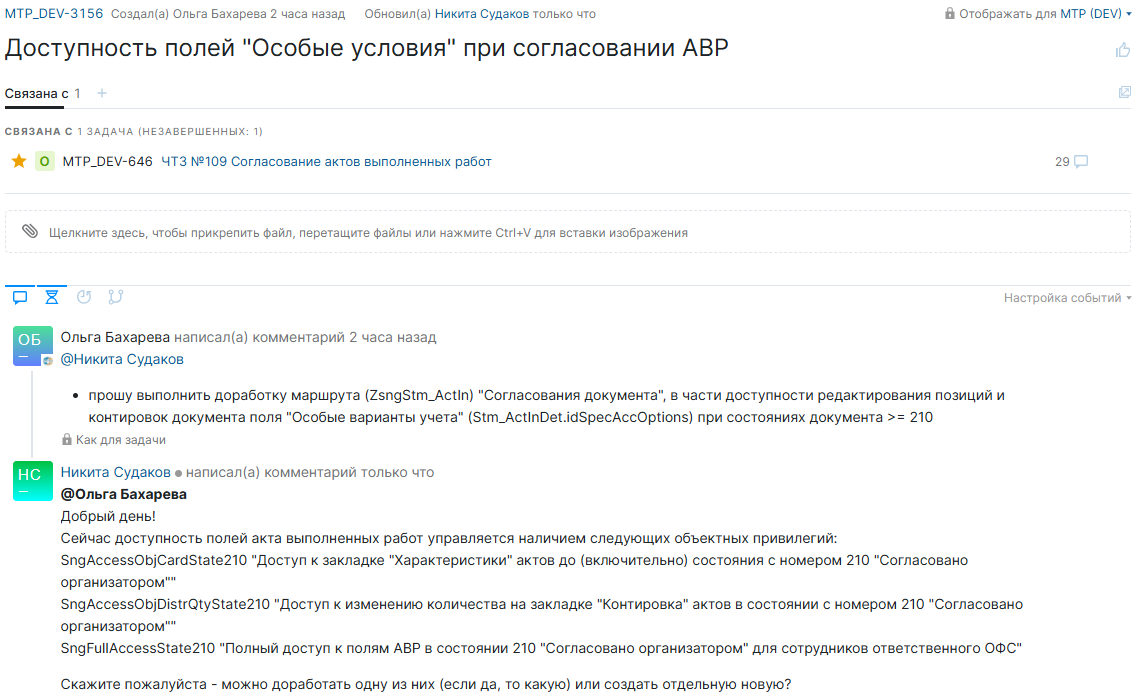 MTP_DEV-3156 Создал(а) Ольга Бахарева 2 часа назад Обновил(а) Никита Судаков только что Отображать для MTP (DEV)
Доступность полей "Особые условия" при согласовании АВР
Связана с 1 +
СВЯЗАНА С 1 ЗАДАЧА (НЕЗАВЕРШЕННЫХ: 1)
О MTP_DEV-646 ЧТЗ №109 Согласование актов выполненных работ 29
Щелкните здесь, чтобы прикрепить файл, перетащите файлы или нажмите Ctrl+V для вставки изображения
Настройка событий
ОБ Ольга Бахарева написал(а) комментарий 2 часа назад
@Никита Судаков
• прошу выполнить доработку маршрута (ZsngStm_ActIn) "Согласования документа", в части доступности редактирования позиций и
контировок документа поля "Особые варианты учета" (Stm_ActInDet.idSpecAccOptions) при состояниях документа >= 210
Как для задачи
НС Никита Судаков написал(а) комментарий только что
@Ольга Бахарева
Добрый день!
Сейчас доступность полей акта выполненных работ управляется наличием следующих объектных привилегий:
SngAccessObjCardState210 "Доступ к закладке "Характеристики" актов до (включительно) состояния с номером 210 "Согласовано
организатором""
SngAccessObjDistrQtyState210 "Доступ к изменению количества на закладке "Контировка" актов в состоянии с номером 210 "Согласовано
организатором""
SngFullAccessState210 "Полный доступ к полям АВР в состоянии 210 "Согласовано организатором" для сотрудников ответственного ОФС"
Скажите пожалуйста - можно доработать одну из них (если да, то какую) или создать отдельную новую?